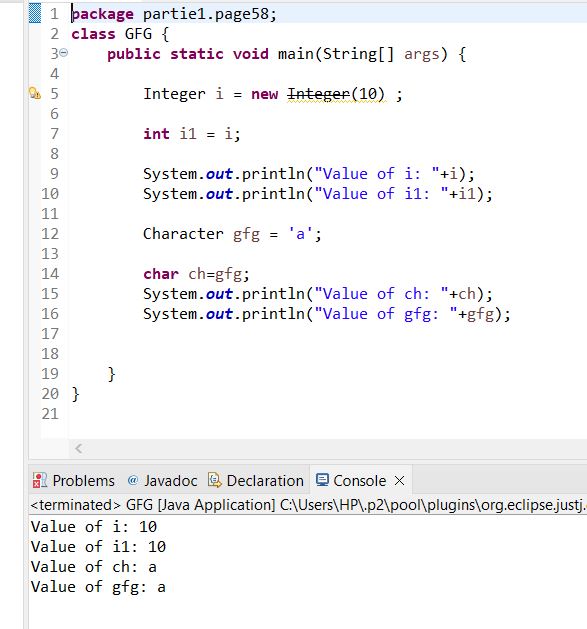 1 package partie1.page58;
2 class GFG {
3 public static void main(String[] args) {
4
5 Integer i = new Integer(10) ;
6
7 int i1 = i;
8
9 System.out.println("Value of i: "+i);
10 System.out.println("Value of i1: "+i1);
11
12 Character gfg = 'a';
13
14 char ch=gfg;
15 System.out.println("Value of ch: "+ch);
16 System.out.println("Value of gfg: "+gfg);
17
18
19 }
20 }
21
Problems @ Javadoc Declaration Console
<terminated> GFG [Java Application] C:\Users\HP\.p2\pool\plugins\org.eclipse.justj.
Value of i: 10
Value of i1: 10
Value of ch: a
Value of gfg: a